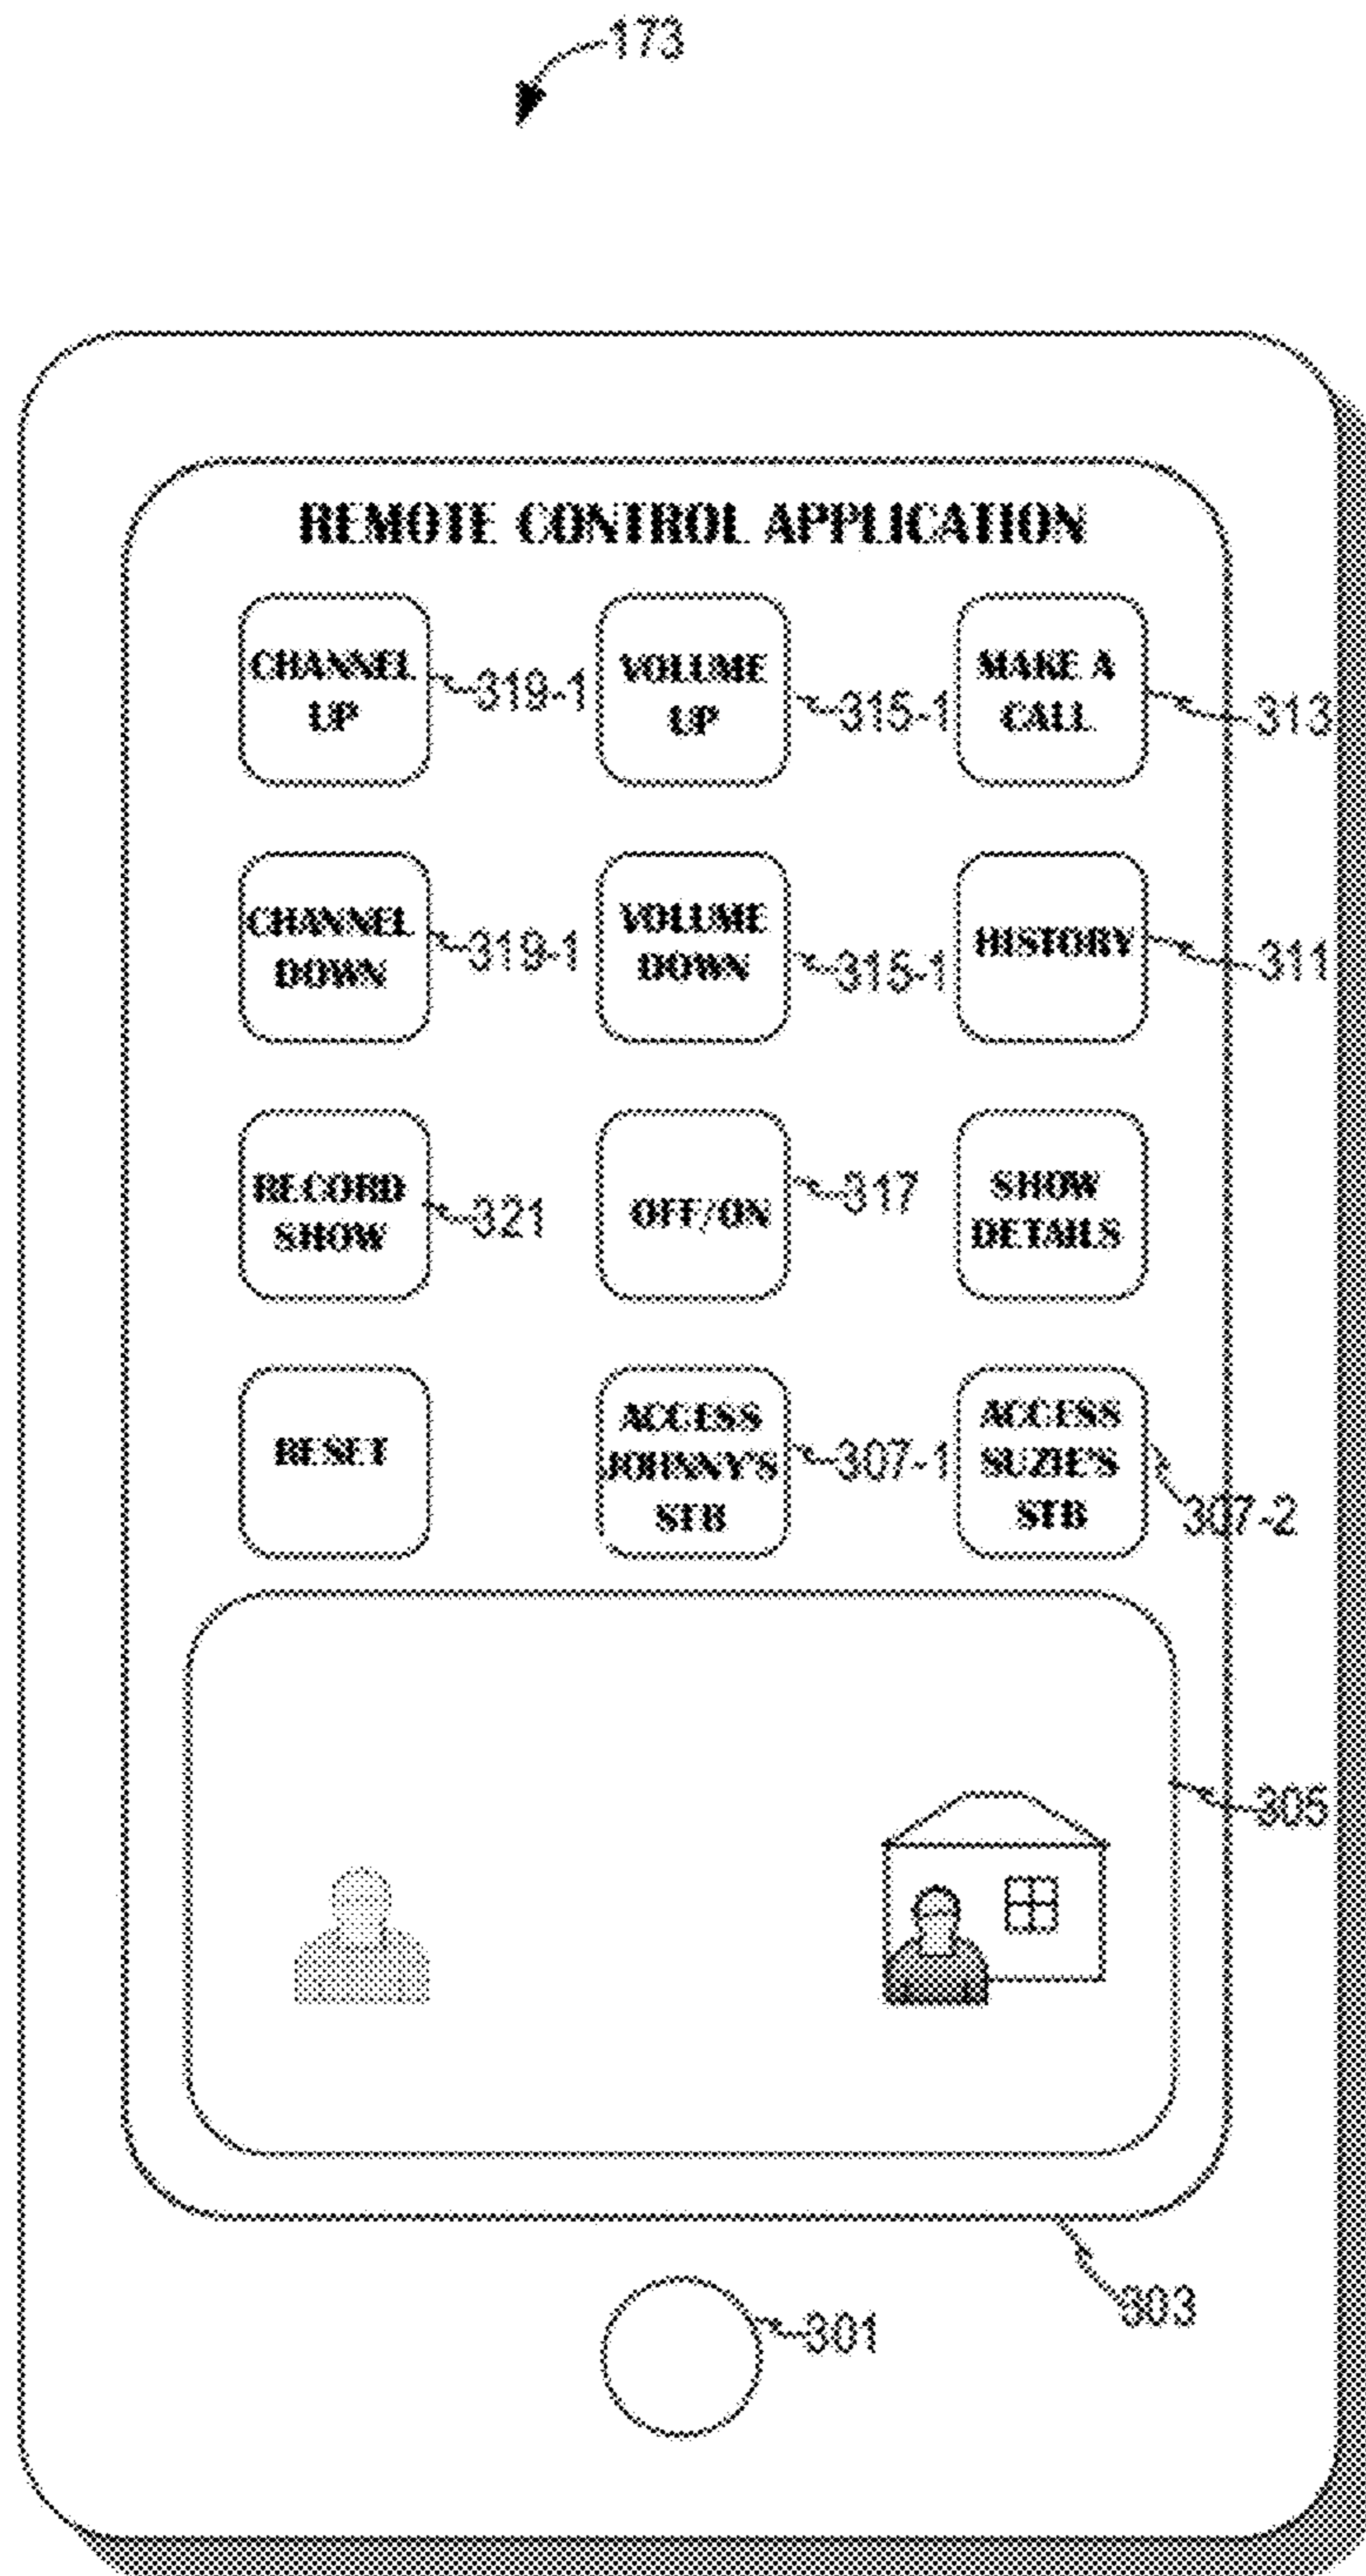 173
REMOTE CONTROL APPLICATION
CHANNEL
UP
319-1
VOLUME
UP
315-1
MAKE A
CALL
313
CHANNEL
DOWN
319-1
VOLUME
DOWN
315-1
HISTORY
311
RECORD
SHOW
321
OFF/ON
317
SHOW
DETAILS
RESET
ACCESS
JOHNNY'S
STB
307-1
ACCESS
SUZIE'S
STB
307-2
305
303
301